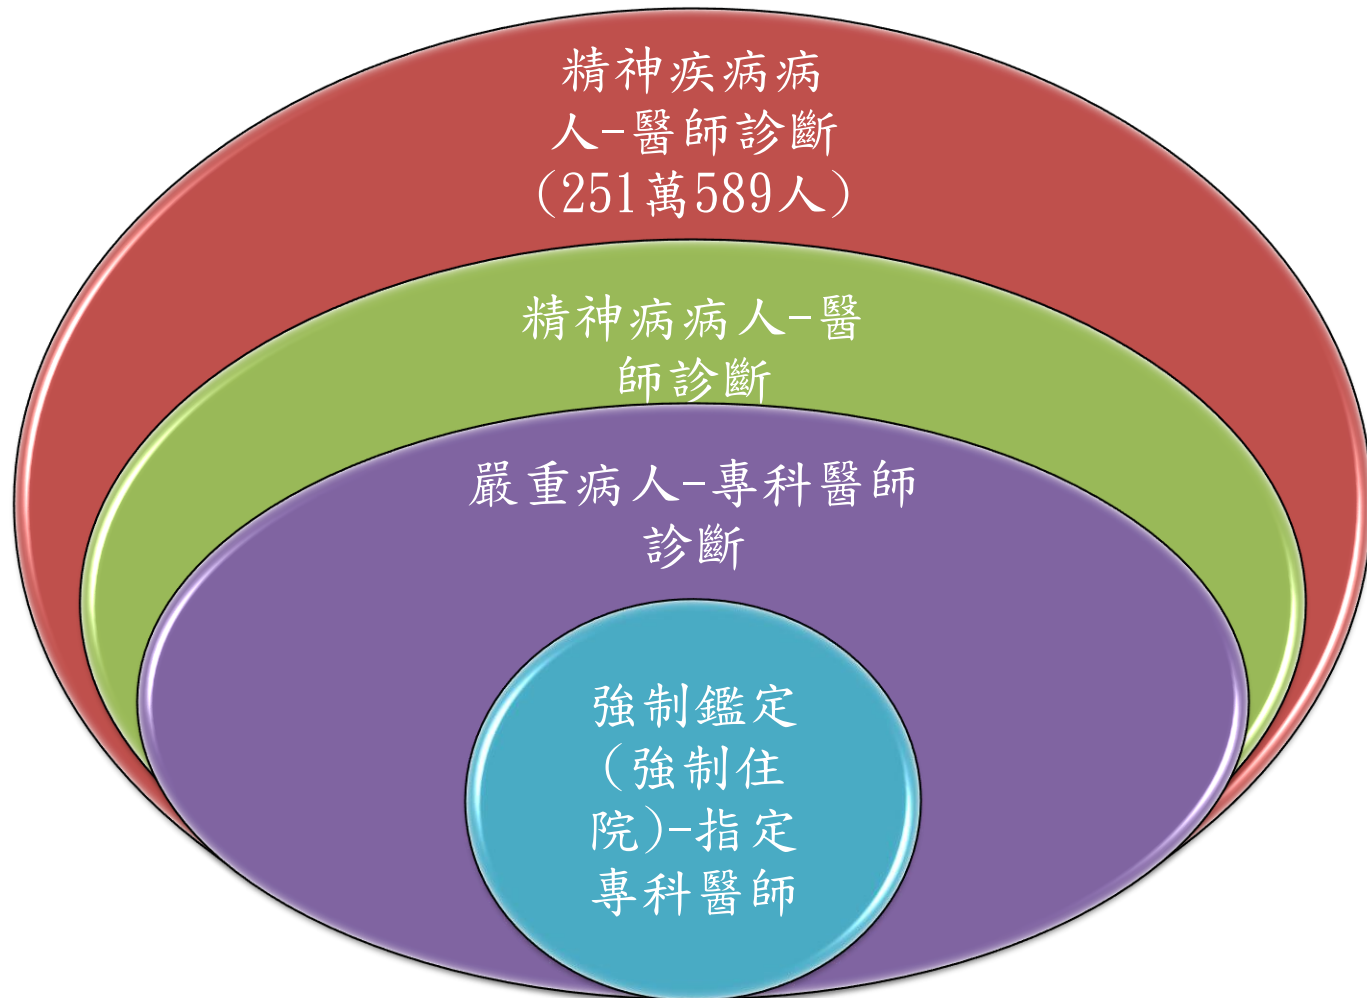 精神疾病病
人-醫師診斷
(251萬589人)
精神病病人-醫
師診斷
嚴重病人-專科醫師
診斷
強制鑑定
(強制住
院)-指定
專科醫師